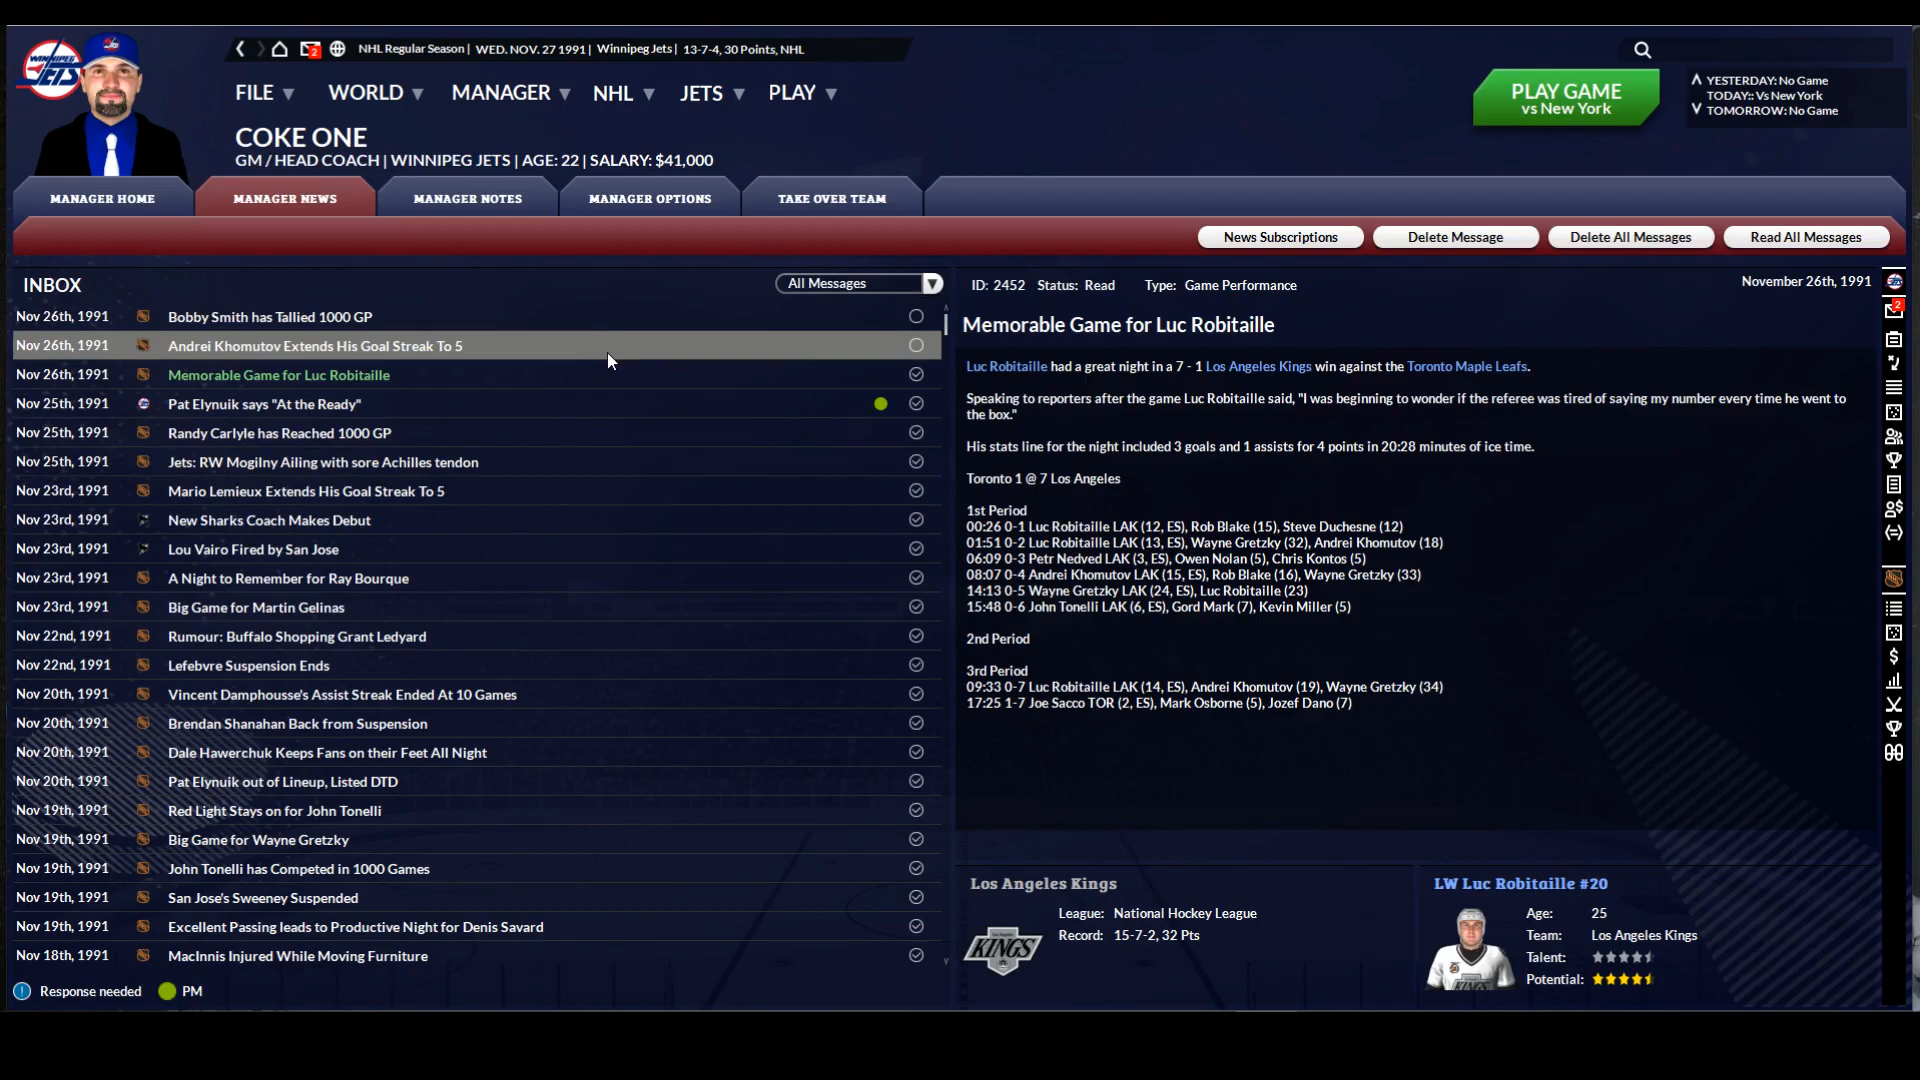 NHL Regular Season | WED. NOV. 27 1991 | Winnipeg Jets | 13-7-4, 30 Points, NHL
2
FILE WORLD MANAGER NHL JETS PLAY
PLAY GAME
vs New York
YESTERDAY: No Game
TODAY:: Vs New York
TOMORROW: No Game
WINNIPEG
JETS
COKE ONE
GM / HEAD COACH | WINNIPEG JETS | AGE: 22 | SALARY: $41,000
MANAGER HOME MANAGER NEWS MANAGER NOTES MANAGER OPTIONS TAKE OVER TEAM
News Subscriptions Delete Message Delete All Messages Read All Messages
INBOX All Messages
Nov 26th, 1991 Bobby Smith has Tallied 1000 GP
Nov 26th, 1991 Andrei Khomutov Extends His Goal Streak To 5
Nov 26th, 1991 Memorable Game for Luc Robitaille
Nov 25th, 1991 Pat Elynuik says "At the Ready"
Nov 25th, 1991 Randy Carlyle has Reached 1000 GP
Nov 25th, 1991 Jets: RW Mogilny Ailing with sore Achilles tendon
Nov 23rd, 1991 Mario Lemieux Extends His Goal Streak To 5
Nov 23rd, 1991 New Sharks Coach Makes Debut
Nov 23rd, 1991 Lou Vairo Fired by San Jose
Nov 23rd, 1991 A Night to Remember for Ray Bourque
Nov 23rd, 1991 Big Game for Martin Gelinas
Nov 22nd, 1991 Rumour: Buffalo Shopping Grant Ledyard
Nov 22nd, 1991 Lefebvre Suspension Ends
Nov 20th, 1991 Vincent Damphousse's Assist Streak Ended At 10 Games
Nov 20th, 1991 Brendan Shanahan Back from Suspension
Nov 20th, 1991 Dale Hawerchuk Keeps Fans on their Feet All Night
Nov 20th, 1991 Pat Elynuik out of Lineup, Listed DTD
Nov 19th, 1991 Red Light Stays on for John Tonelli
Nov 19th, 1991 Big Game for Wayne Gretzky
Nov 19th, 1991 John Tonelli has Competed in 1000 Games
Nov 19th, 1991 San Jose's Sweeney Suspended
Nov 19th, 1991 Excellent Passing leads to Productive Night for Denis Savard
Nov 18th, 1991 MacInnis Injured While Moving Furniture
Response needed PM
ID: 2452 Status: Read Type: Game Performance November 26th, 1991
2
Memorable Game for Luc Robitaille
Luc Robitaille had a great night in a 7 - 1 Los Angeles Kings win against the Toronto Maple Leafs.
Speaking to reporters after the game Luc Robitaille said, "I was beginning to wonder if the referee was tired of saying my number every time he went to
the box."
His stats line for the night included 3 goals and 1 assists for 4 points in 20:28 minutes of ice time.
Toronto 1 @ 7 Los Angeles
1st Period
00:26 0-1 Luc Robitaille LAK (12, ES), Rob Blake (15), Steve Duchesne (12)
01:51 0-2 Luc Robitaille LAK (13, ES), Wayne Gretzky (32), Andrei Khomutov (18)
06:09 0-3 Petr Nedved LAK (3, ES), Owen Nolan (5), Chris Kontos (5)
08:07 0-4 Andrei Khomutov LAK (15, ES), Rob Blake (16), Wayne Gretzky (33)
14:13 0-5 Wayne Gretzky LAK (24, ES), Luc Robitaille (23)
15:48 0-6 John Tonelli LAK (6, ES), Gord Mark (7), Kevin Miller (5)
2nd Period
3rd Period
09:33 0-7 Luc Robitaille LAK (14, ES), Andrei Khomutov (19), Wayne Gretzky (34)
17:25 1-7 Joe Sacco TOR (2, ES), Mark Osborne (5), Jozef Dano (7)
Los Angeles Kings
League: National Hockey League
Record: 15-7-2, 32 Pts
KINGS
LW Luc Robitaille #20
Age: 25
Team: Los Angeles Kings
Talent:
Potential:
KINGS